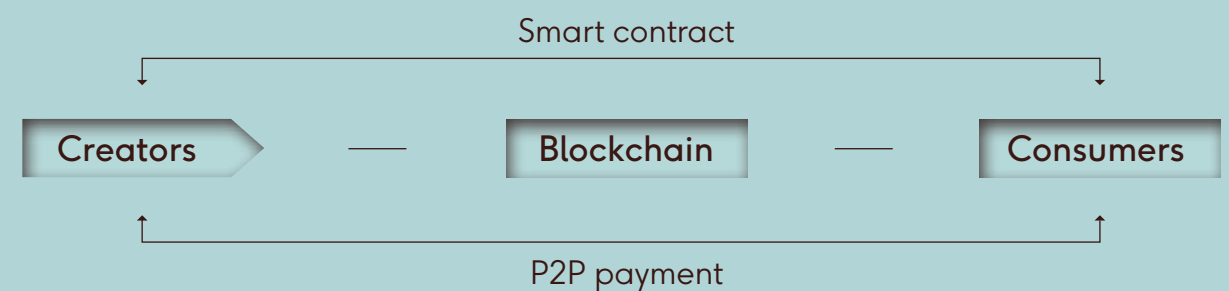 Smart contract
Creators
Blockchain
Consumers
P2P payment